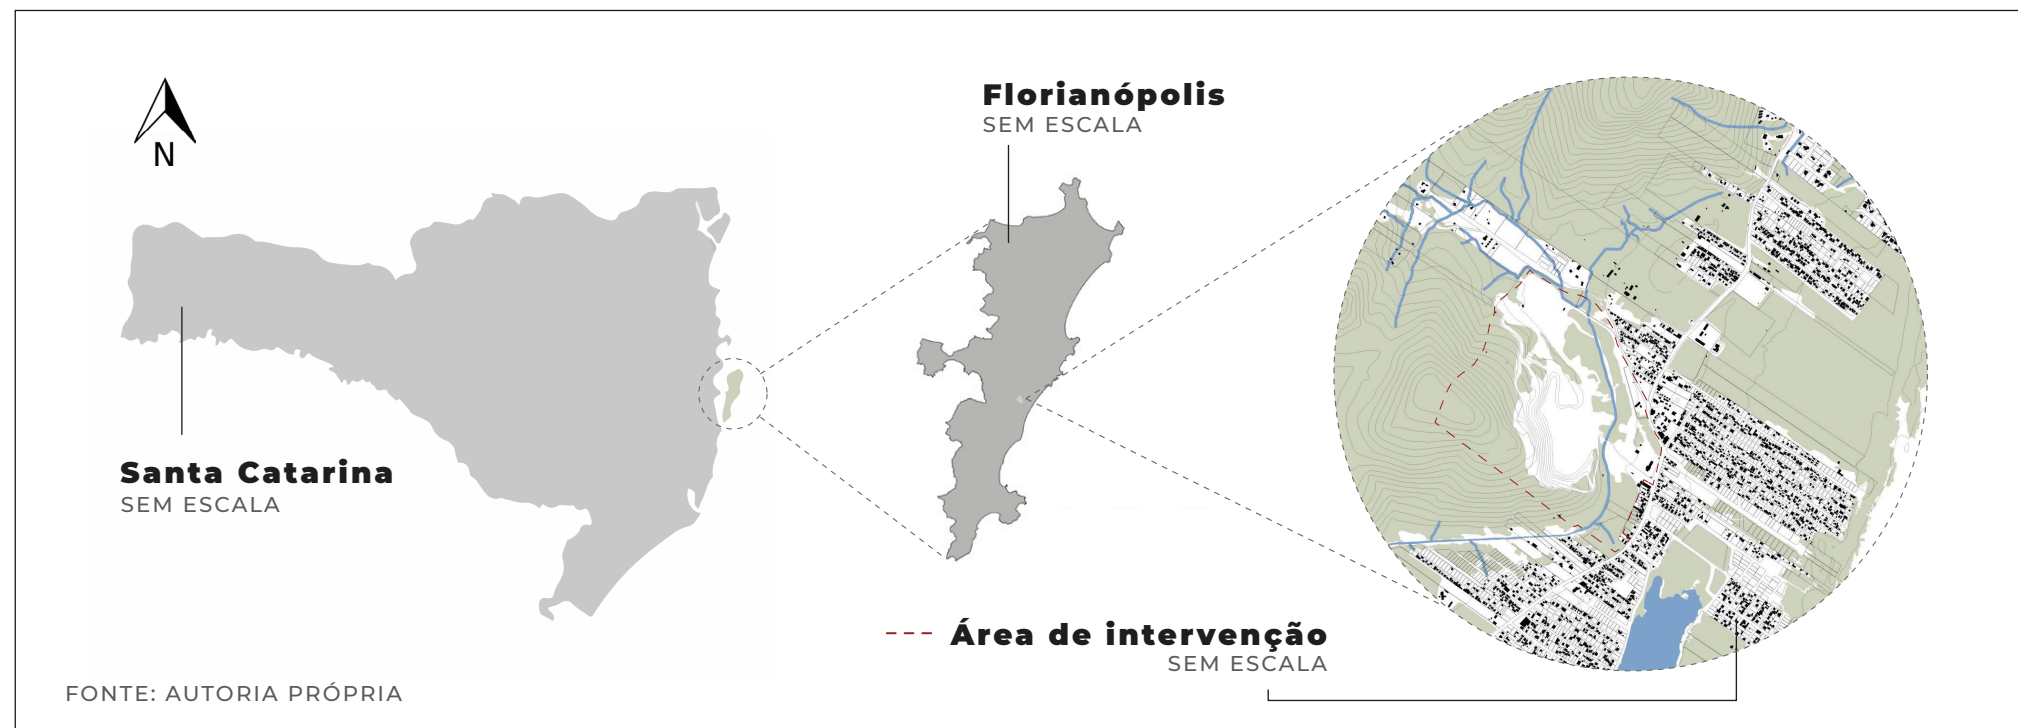 N
Florianópolis
SEM ESCALA
Santa Catarina
SEM ESCALA
Área de intervenção
SEM ESCALA
FONTE: AUTORIA PRÓPRIA